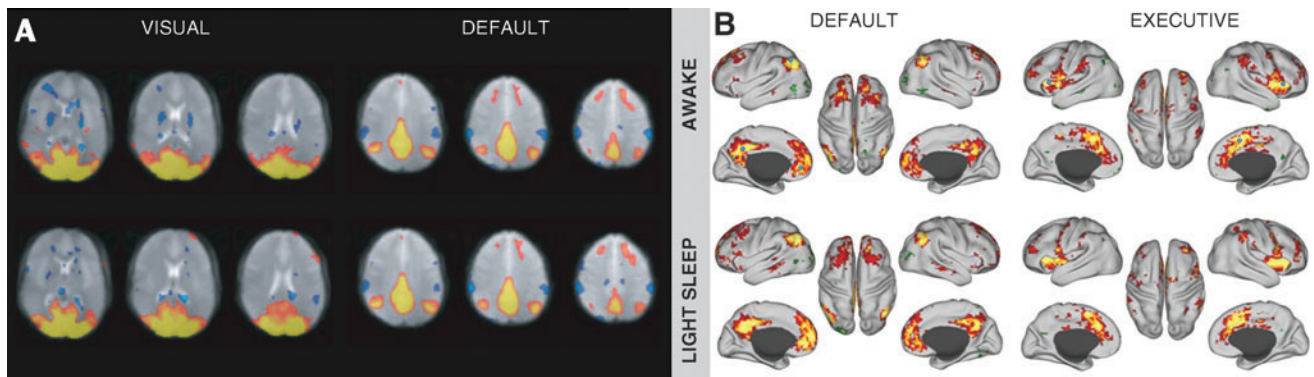 A
VISUAL
DEFAULT
AWAKE
LIGHT SLEEP
B
DEFAULT
EXECUTIVE